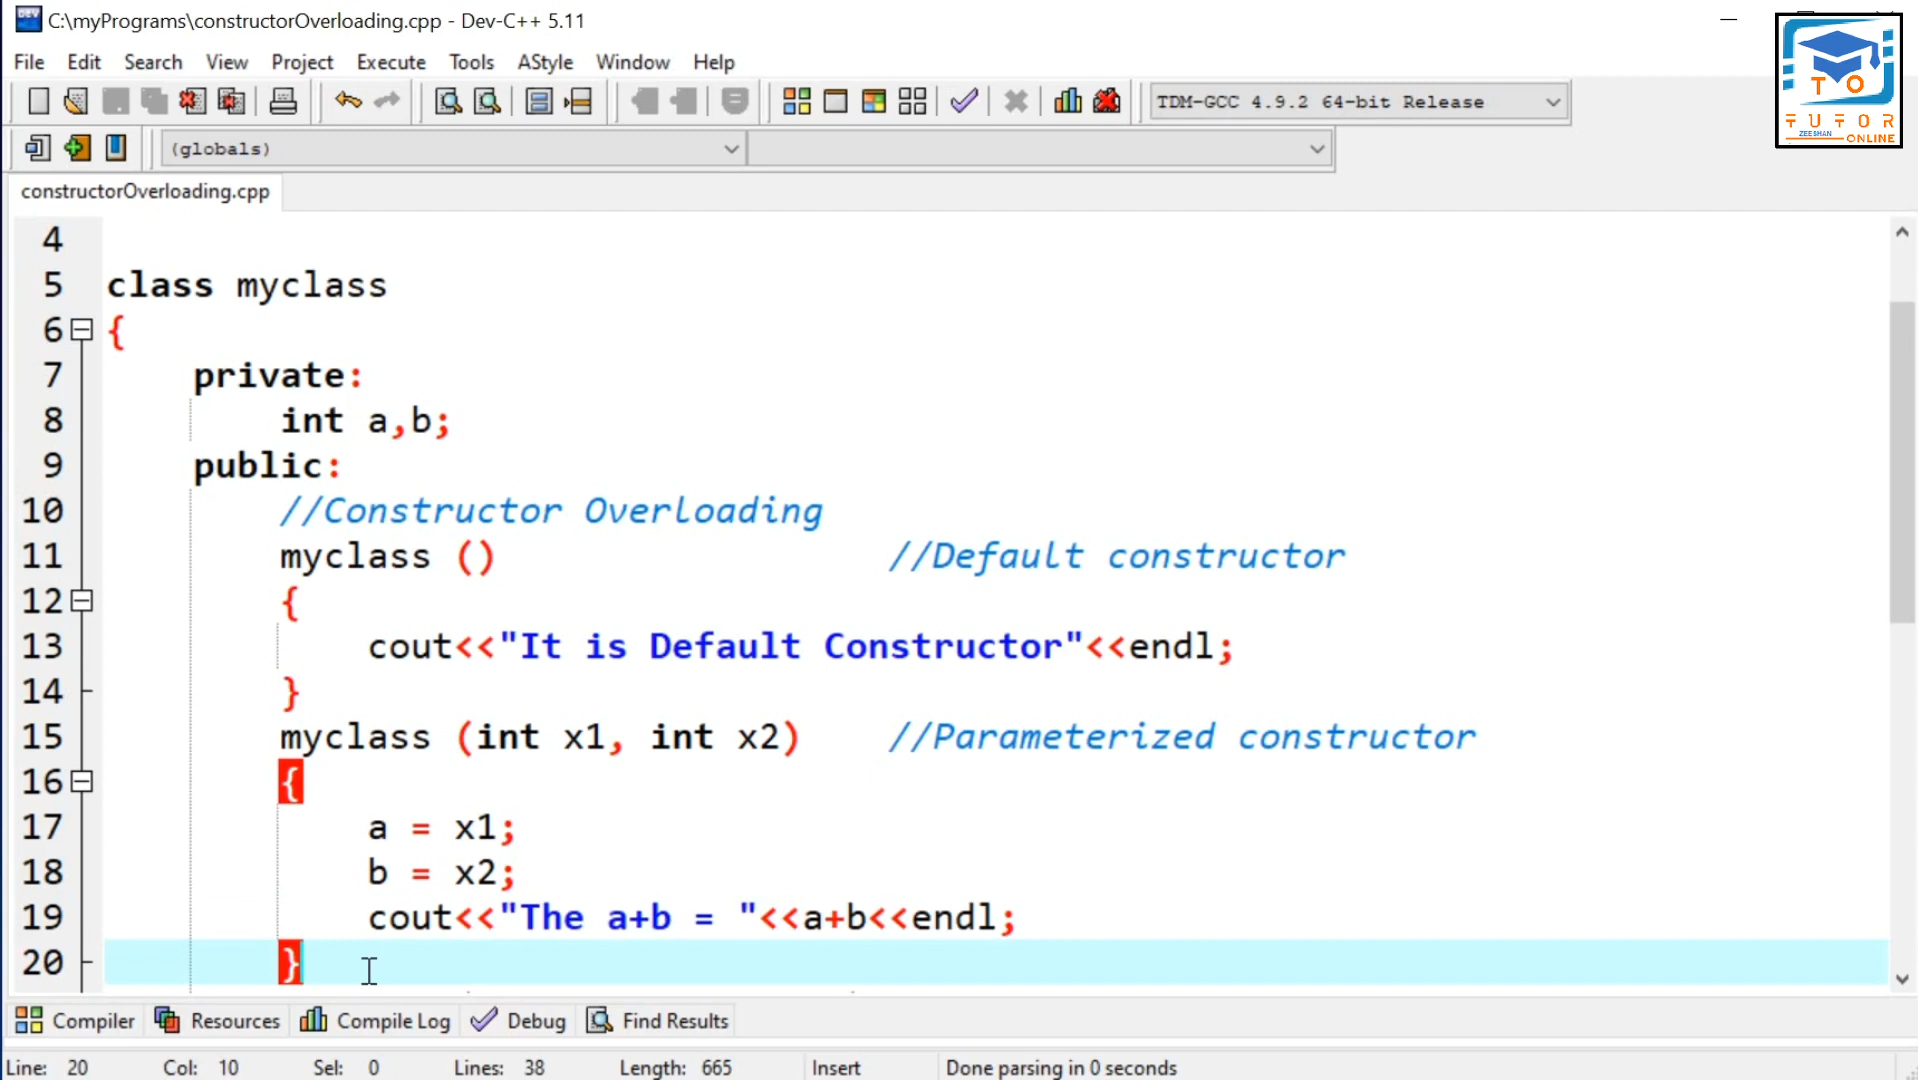 C:\myPrograms\constructorOverloading.cpp - Dev-C++ 5.11
File Edit Search View Project Execute Tools AStyle Window Help
TDM-GCC 4.9.2 64-bit Release
(globals)
TO
TUTOR
ZEESHAN
ONLINE
constructorOverloading.cpp
4
5 class myclass
6 {
7 private:
8 int a,b;
9 public:
10 //Constructor Overloading
11 myclass () //Default constructor
12 {
13 cout<<"It is Default Constructor"<<endl;
14 }
15 myclass (int x1, int x2) //Parameterized constructor
16 {
17 a = x1;
18 b = x2;
19 cout<<"The a+b = "<<a+b<<endl;
20 }
Compiler Resources Compile Log Debug Find Results
Line: 20 Col: 10 Sel: 0 Lines: 38 Length: 665 Insert Done parsing in 0 seconds